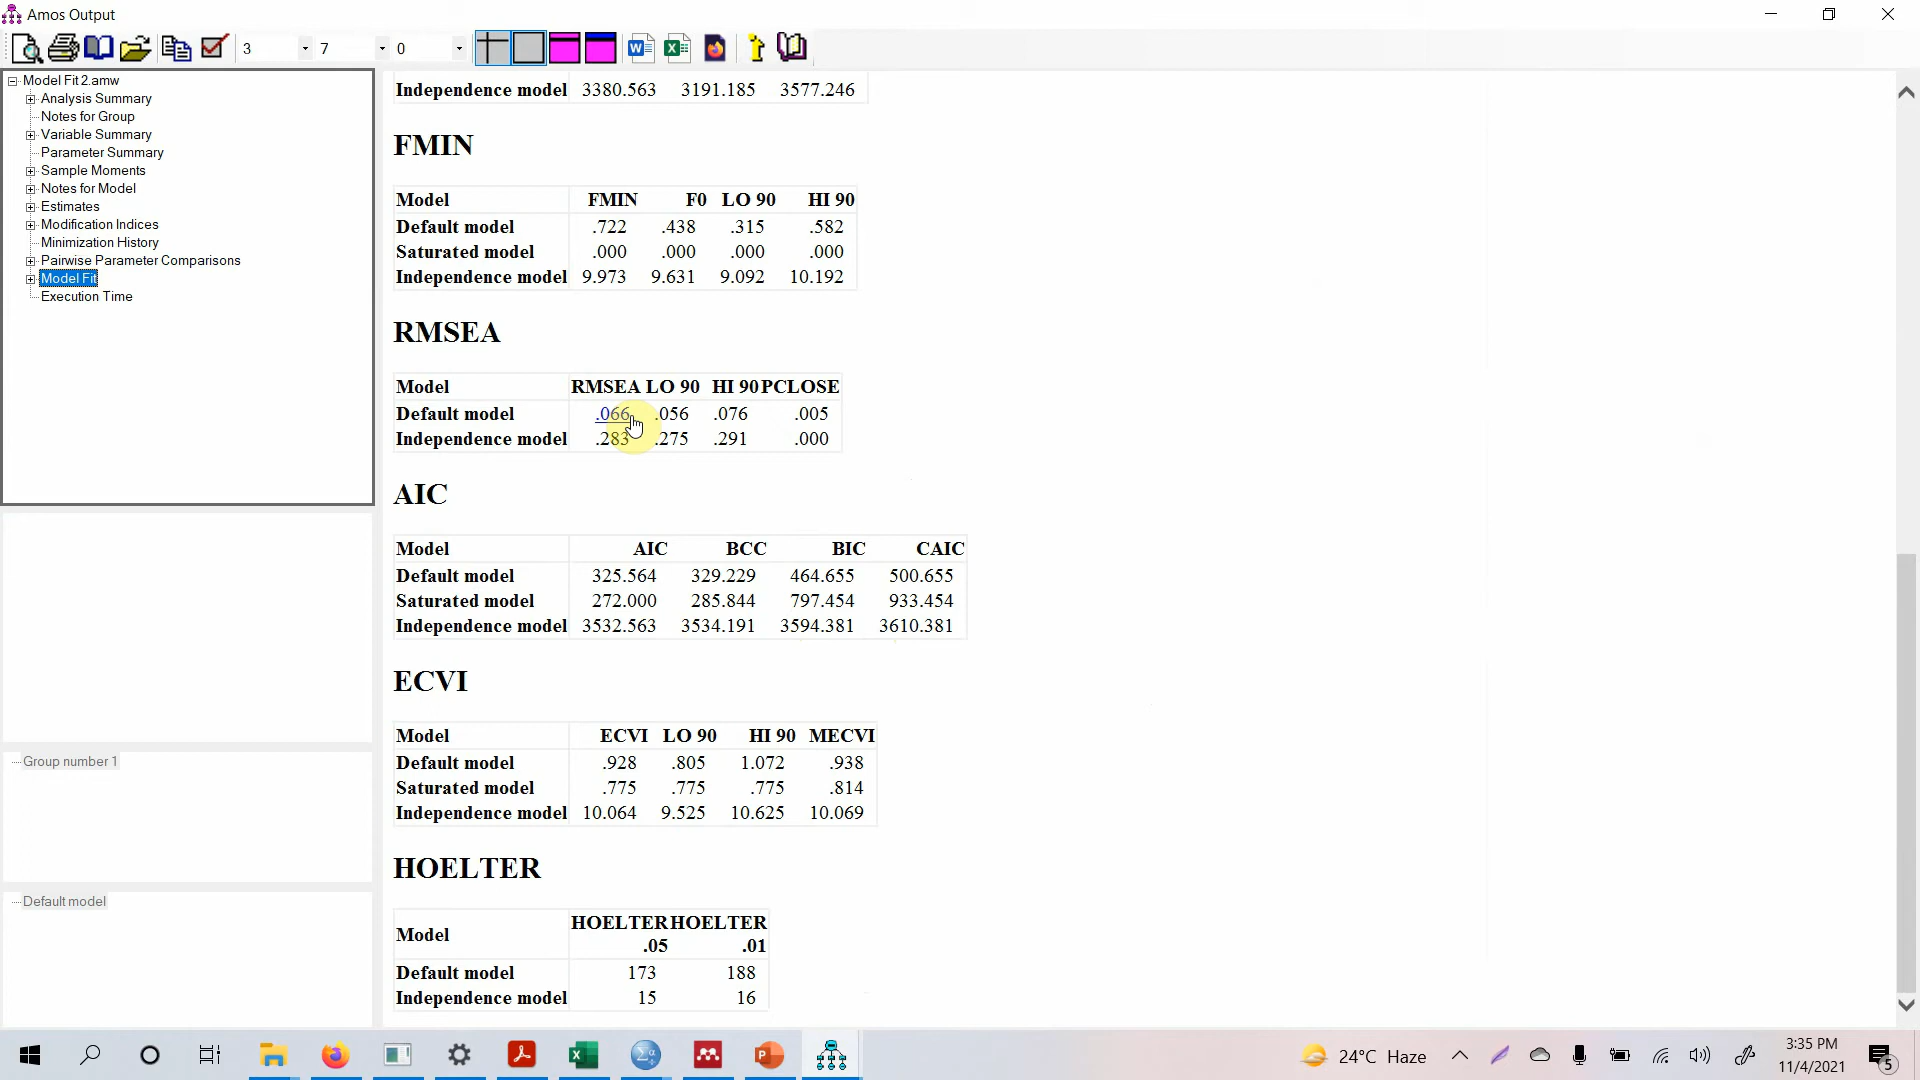 Amos Output
3 7 0
Model Fit 2.amw
Analysis Summary
Notes for Group
Variable Summary
Parameter Summary
Sample Moments
Notes for Model
Estimates
Modification Indices
Minimization History
Pairwise Parameter Comparisons
Model Fit
Execution Time
Group number 1
Default model
Independence model 3380.563 3191.185 3577.246
FMIN
Model FMIN F0 LO 90 HI 90
Default model .722 .438 .315 .582
Saturated model .000 .000 .000 .000
Independence model 9.973 9.631 9.092 10.192
RMSEA
Model RMSEA LO 90 HI 90 PCLOSE
Default model .066 .056 .076 .005
Independence model .283 .275 .291 .000
AIC
Model AIC BCC BIC CAIC
Default model 325.564 329.229 464.655 500.655
Saturated model 272.000 285.844 797.454 933.454
Independence model 3532.563 3534.191 3594.381 3610.381
ECVI
Model ECVI LO 90 HI 90 MECVI
Default model .928 .805 1.072 .938
Saturated model .775 .775 .775 .814
Independence model 10.064 9.525 10.625 10.069
HOELTER
Model HOELTER .05 HOELTER .01
Default model 173 188
Independence model 15 16
24°C Haze
3:35 PM
11/4/2021
5